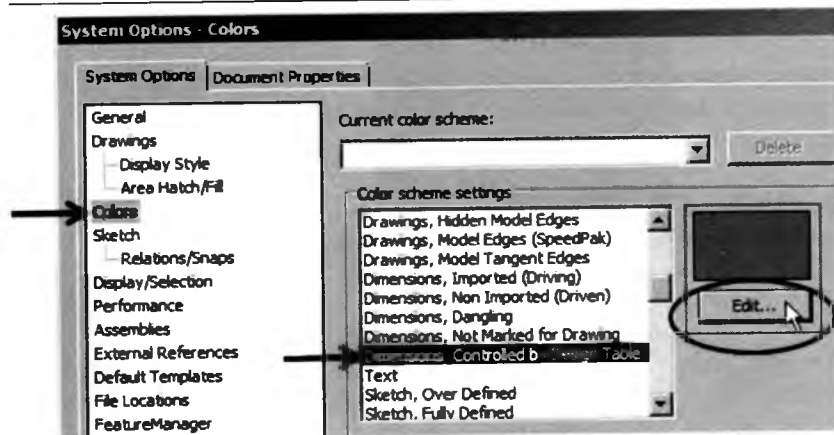 System Options - Colors
System Options
Document Properties
General
Drawings
Display Style
Area Hatch/Fill
Colors
Sketch
Relations/Snaps
Display/Selection
Performance
Assemblies
External References
Default Templates
File Locations
FeatureManager
Current color scheme:
Delete
Color scheme settings
Drawings, Hidden Model Edges
Drawings, Model Edges (SpeedPak)
Drawings, Model Tangent Edges
Dimensions, Imported (Driving)
Dimensions, Non Imported (Driven)
Dimensions, Dangling
Dimensions, Not Marked for Drawing
Dimensions, Controlled b Table
Text
Sketch, Over Defined
Sketch, Fully Defined
Edit...